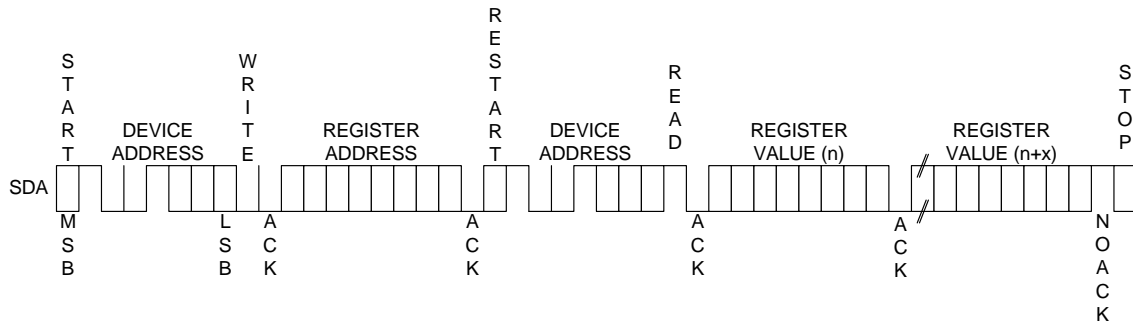 START
DEVICE
ADDRESS
WRITE
REGISTER
ADDRESS
RESTART
DEVICE
ADDRESS
READ
REGISTER
VALUE (n)
REGISTER
VALUE (n+x)
STOP
SDA
MSB
LSB
ACK
ACK
ACK
ACK
NOACK